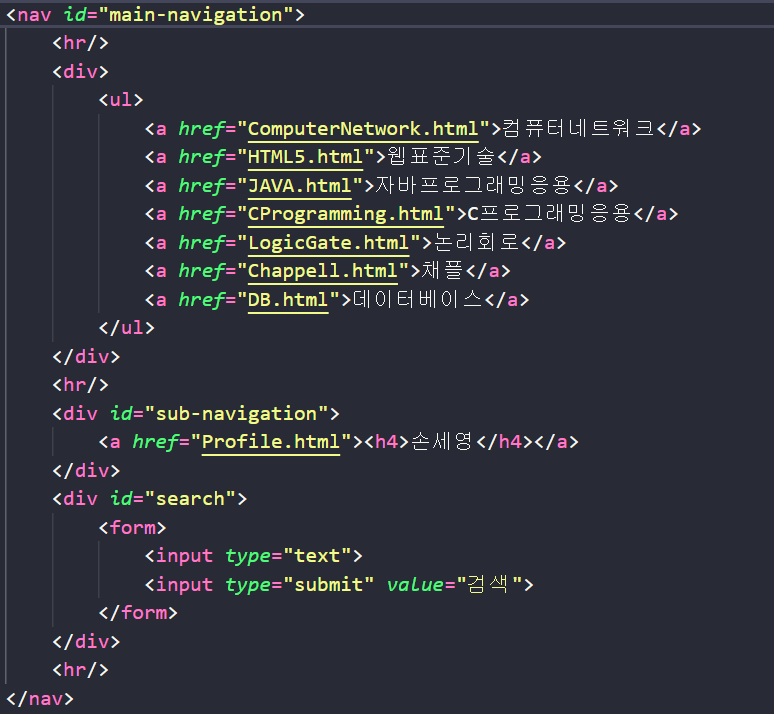 <nav id="main-navigation">
<hr/>
<div>
<ul>
<a href="ComputerNetwork.html">컴퓨터네트워크</a>
<a href="HTML5.html">웹표준기술</a>
<a href="JAVA.html">자바프로그래밍응용</a>
<a href="CProgramming.html">C프로그래밍응용</a>
<a href="LogicGate.html">논리회로</a>
<a href="Chappell.html">채플</a>
<a href="DB.html">데이터베이스</a>
</ul>
</div>
<hr/>
<div id="sub-navigation">
<a href="Profile.html"><h4>손세영</h4></a>
</div>
<div id="search">
<form>
<input type="text">
<input type="submit" value="검색">
</form>
</div>
<hr/>
</nav>